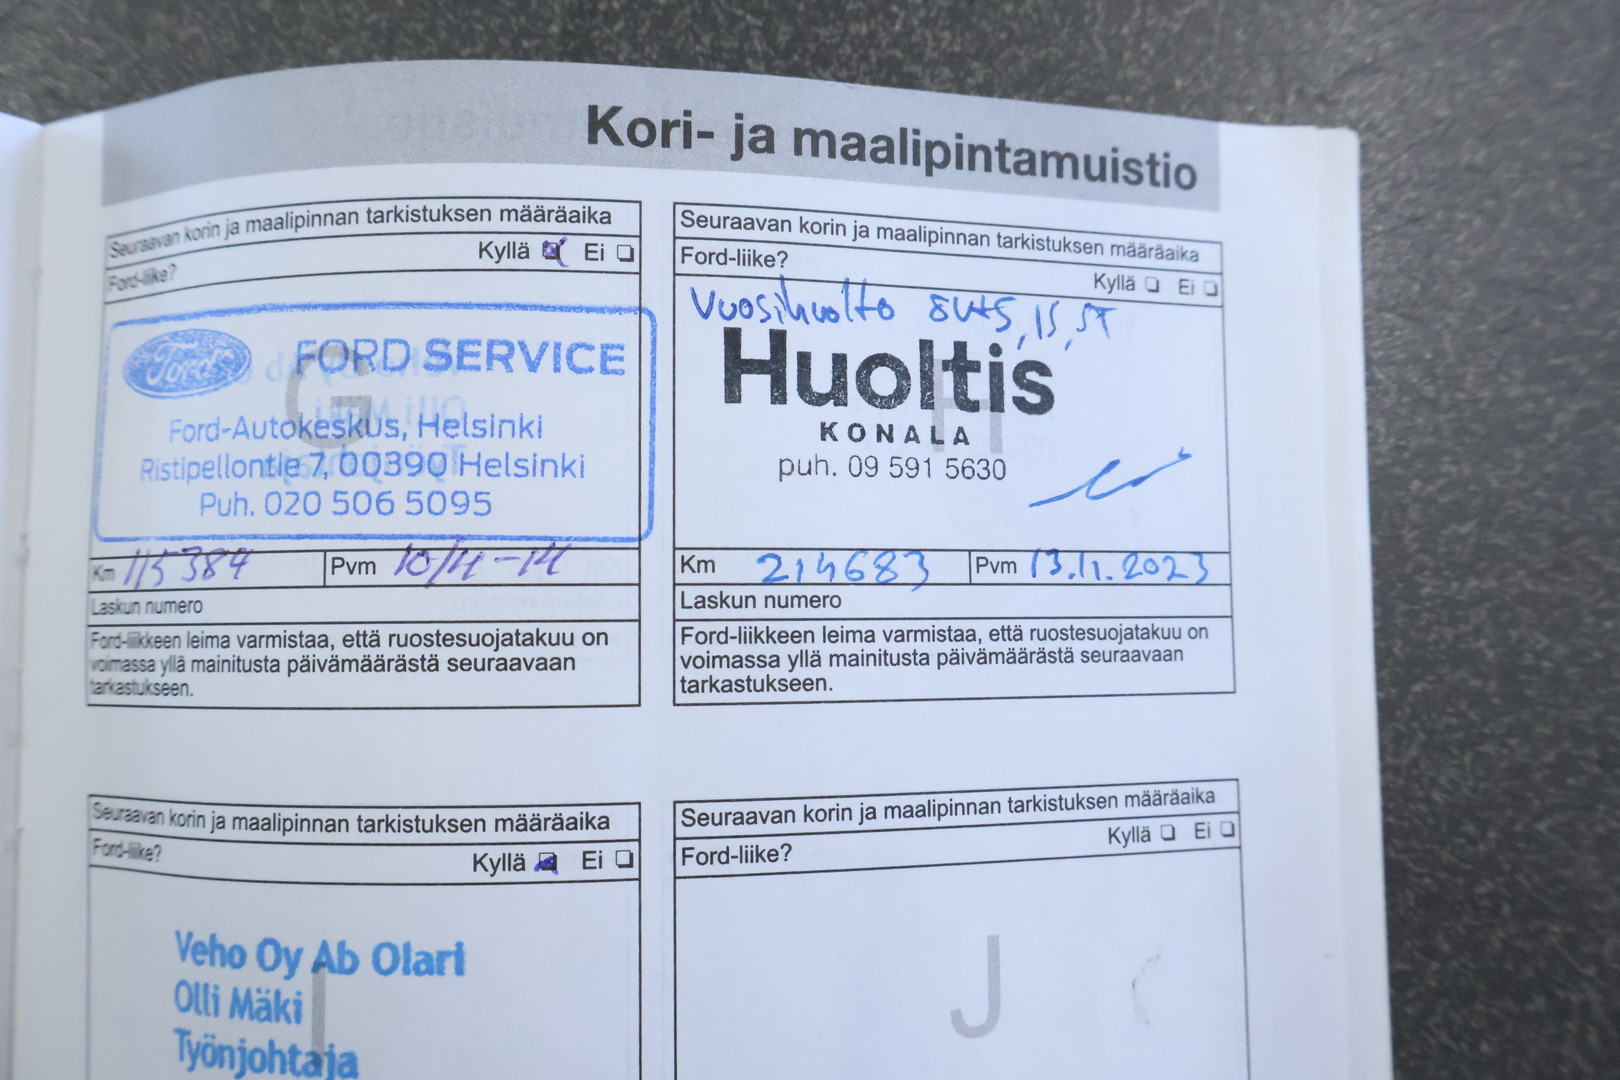 Kori- ja maalipintamuistio
Seuraavan korin ja maalipinnan tarkistuksen määräaika
Ford-liike?
Kyllä Ei
Ford
FORD SERVICE
G
Ford-Autokeskus, Helsinki
Ristipellontie 7, 00390 Helsinki
Puh. 020 506 5095
Km 115384 Pvm 10/4-14
Laskun numero
Ford-liikkeen leima varmistaa, että ruostesuojatakuu on
voimassa yllä mainitusta päivämäärästä seuraavaan
tarkastukseen.
Seuraavan korin ja maalipinnan tarkistuksen määräaika
Ford-liike?
Kyllä Ei
Vuosihuolto
Huoltis
H
KONALA
puh. 09 591 5630
Km 214683 Pvm 13.11.2023
Laskun numero
Ford-liikkeen leima varmistaa, että ruostesuojatakuu on
voimassa yllä mainitusta päivämäärästä seuraavaan
tarkastukseen.
Seuraavan korin ja maalipinnan tarkistuksen määräaika
Ford-liike?
Kyllä Ei
Veho Oy Ab Olari
I
Olli Mäki
Työnjohtaja
Seuraavan korin ja maalipinnan tarkistuksen määräaika
Kyllä Ei
Ford-liike?
J